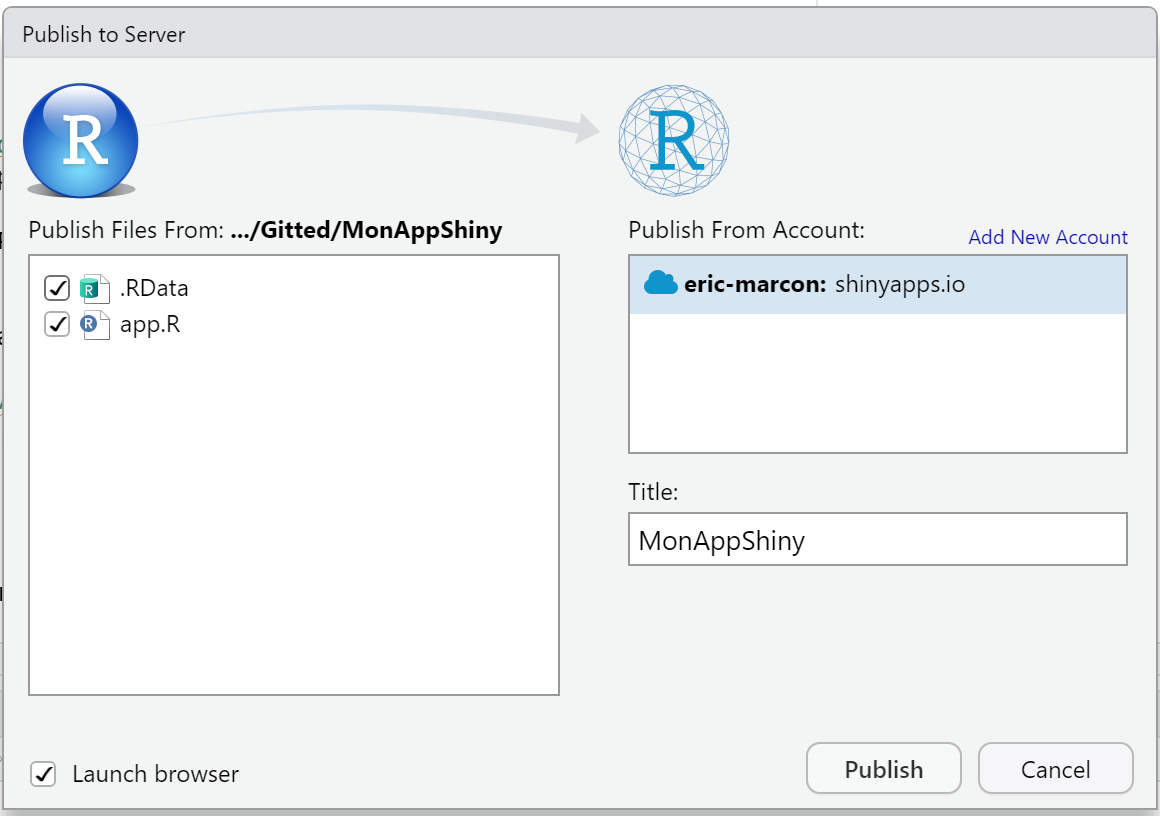 Publish to Server
R
R
Publish Files From: .../Gitted/MonAppShiny
R .RData
R app.R
Publish From Account:
Add New Account
eric-marcon: shinyapps.io
Title:
MonAppShiny
Launch browser
Publish
Cancel